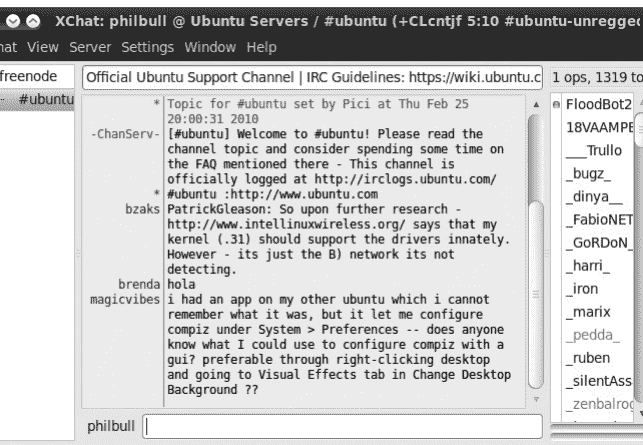 XChat: philbull @ Ubuntu Servers / #ubuntu (+CLcntjf 5:10 #ubuntu-unregged
hat View Server Settings Window Help
freenode
#ubuntu
Official Ubuntu Support Channel | IRC Guidelines: https://wiki.ubuntu.c
1 ops, 1319 to
* Topic for #ubuntu set by Pici at Thu Feb 25
20:00:31 2010
-ChanServ- [#ubuntu] Welcome to #ubuntu! Please read the
channel topic and consider spending some time on
the FAQ mentioned there - This channel is
officially logged at http://irclogs.ubuntu.com/
* #ubuntu :http://www.ubuntu.com
bzaks PatrickGleason: So upon further research -
http://www.intellinuxwireless.org/ says that my
kernel (.31) should support the drivers innately.
However - its just the B) network its not
detecting.
brenda hola
magicvibes i had an app on my other ubuntu which i cannot
remember what it was, but it let me configure
compiz under System > Preferences -- does anyone
know what I could use to configure compiz with a
gui? preferable through right-clicking desktop
and going to Visual Effects tab in Change Desktop
Background ??
FloodBot2
18VAAMPE
___Trullo
_bugz_
_dinya__
_FabioNET
_GoRDoN_
_harri_
_iron
_marix
_pedda_
_ruben
_silentAss
_zenbalrog
philbull